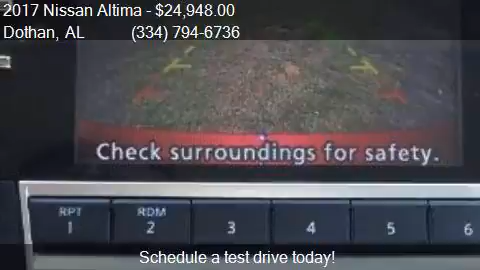 2017 Nissan Altima - $24,948.00
Dothan, AL (334) 794-6736
Check surroundings for safety.
RPT RDM
1 2 3 4 5 6
Schedule a test drive today!